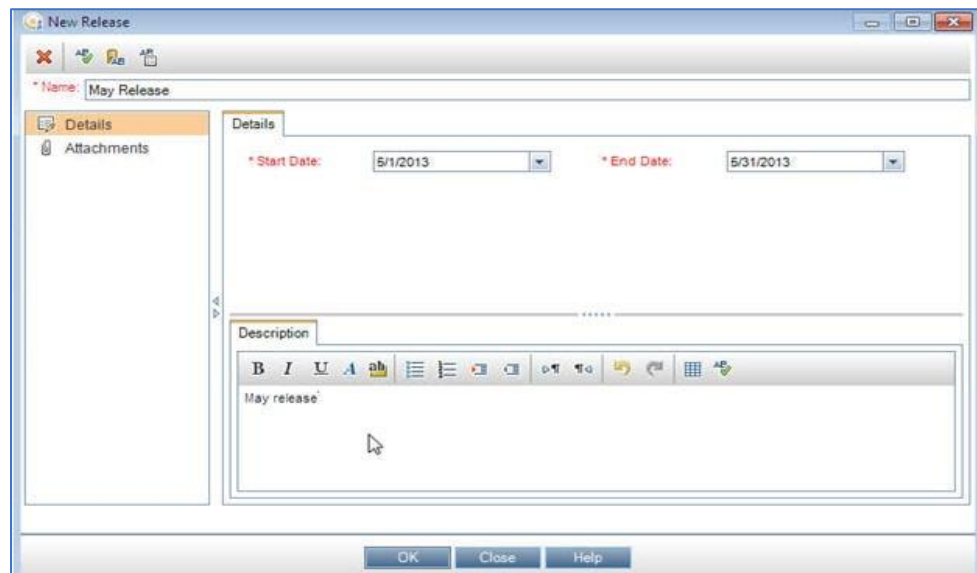 New Release
* Name: May Release
Details
Attachments
Details
* Start Date: 5/1/2013 * End Date: 5/31/2013
Description
B I U A ab
May release
OK Close Help